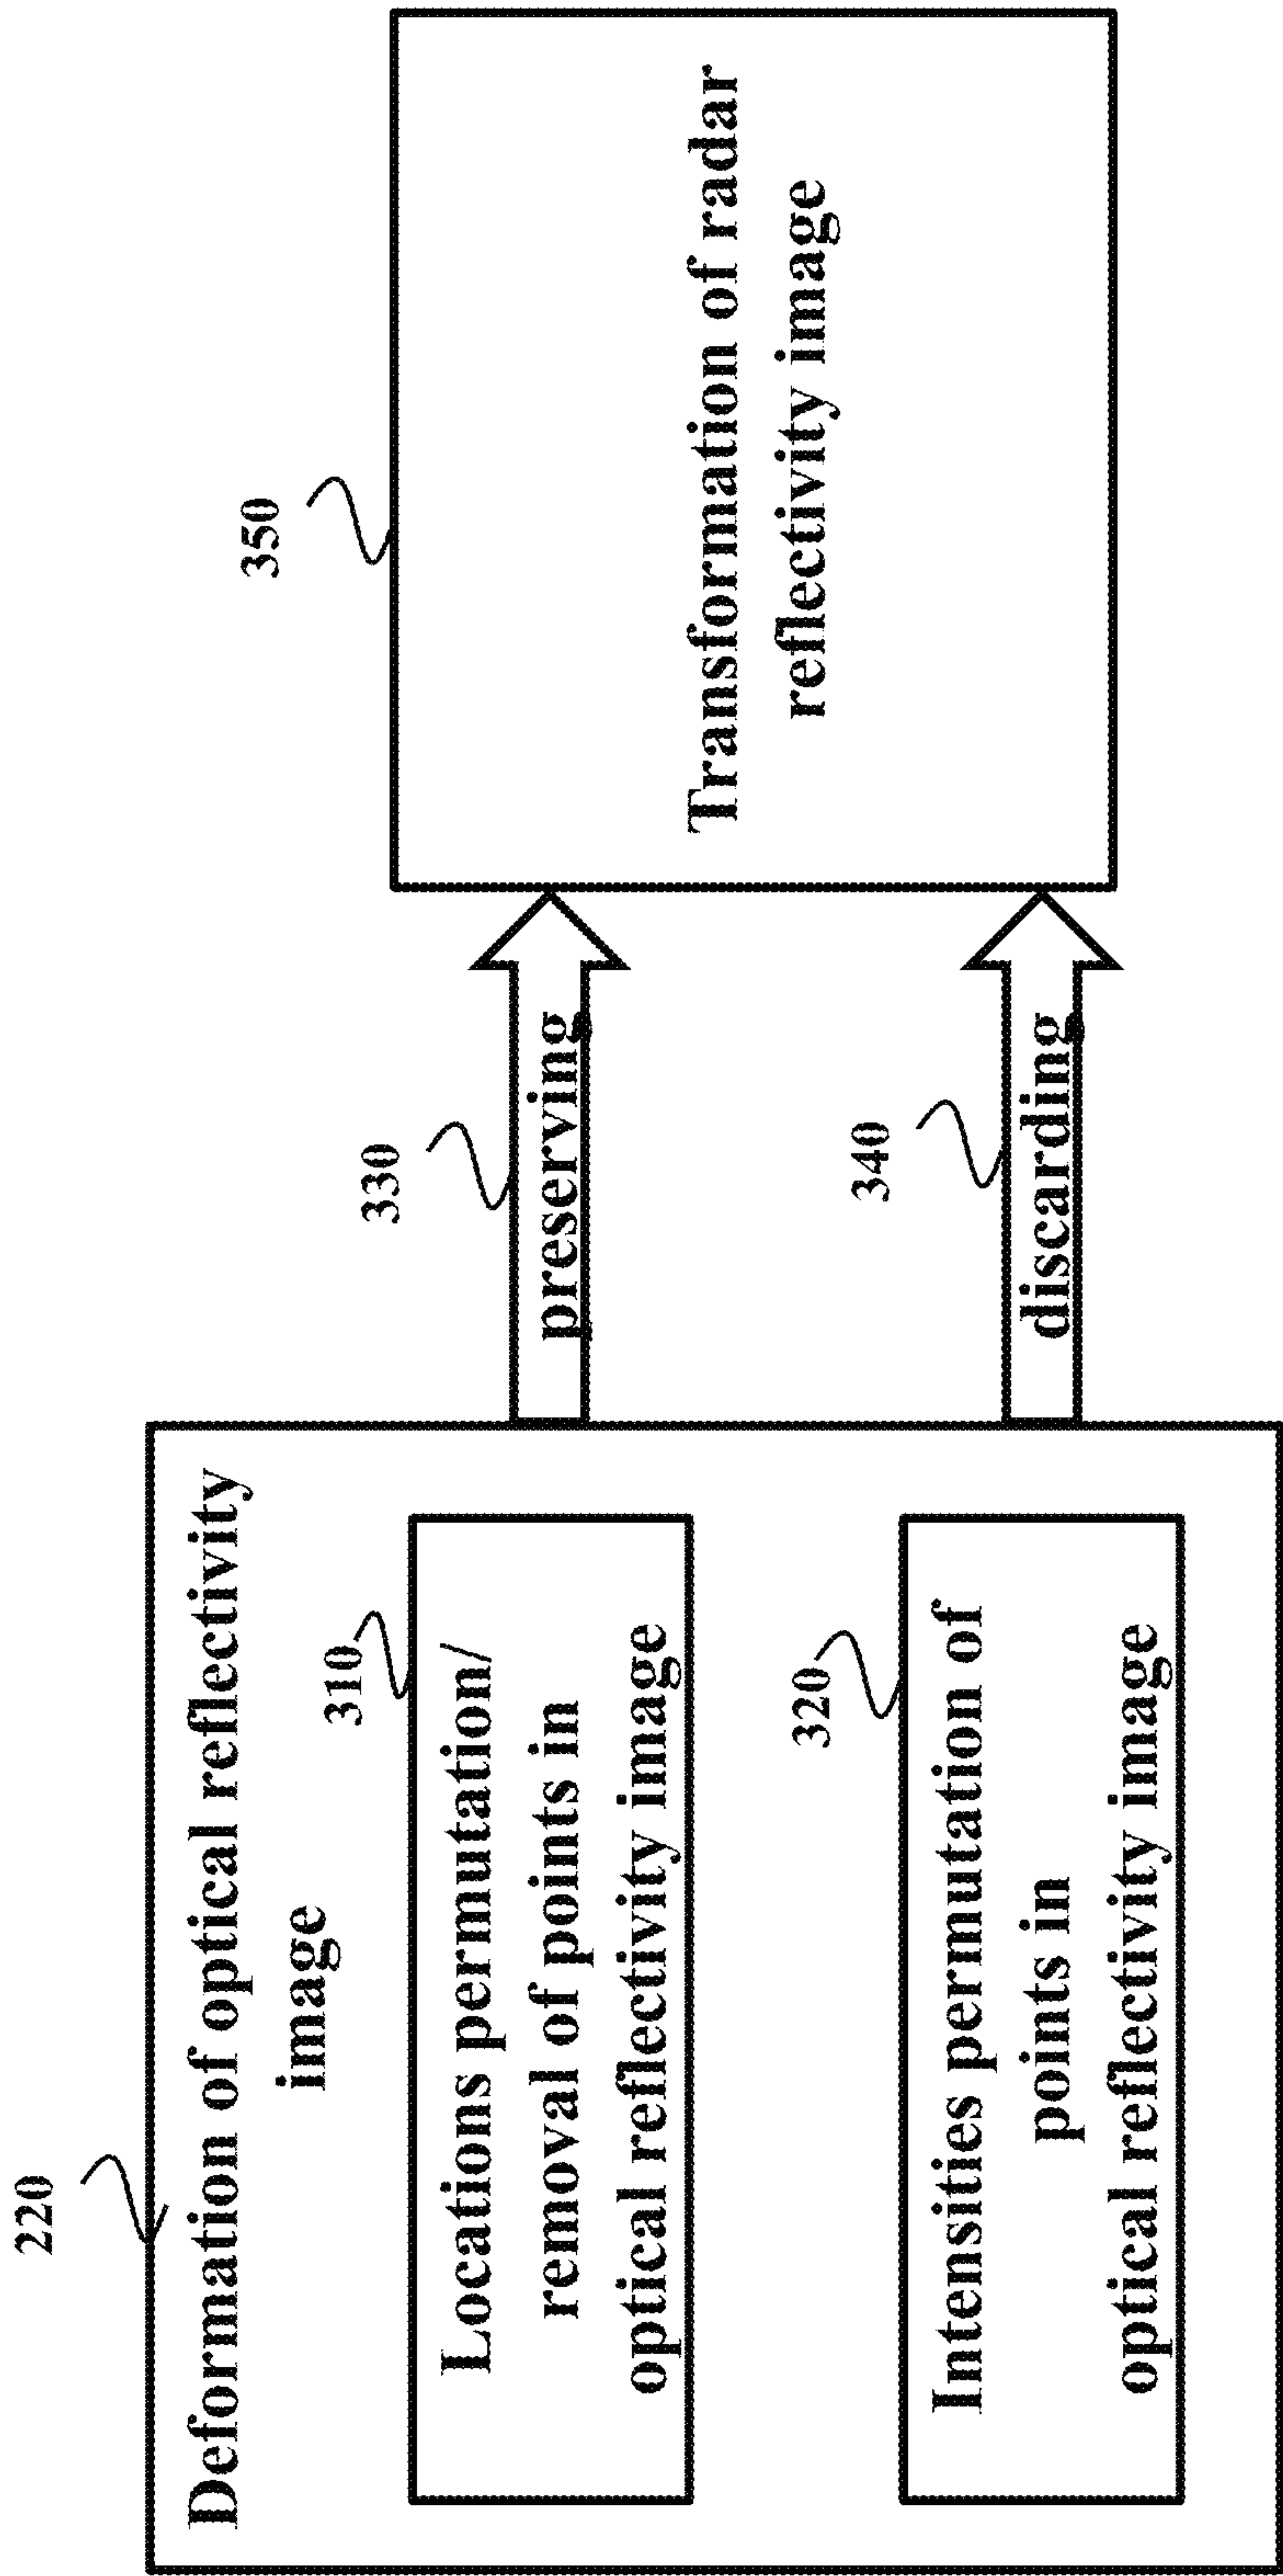 220
Deformation of optical reflectivity
image
310
Locations permutation/
removal of points in
optical reflectivity image
320
Intensities permutation of
points in
optical reflectivity image
330
preserving
340
discarding
350
Transformation of radar
reflectivity image